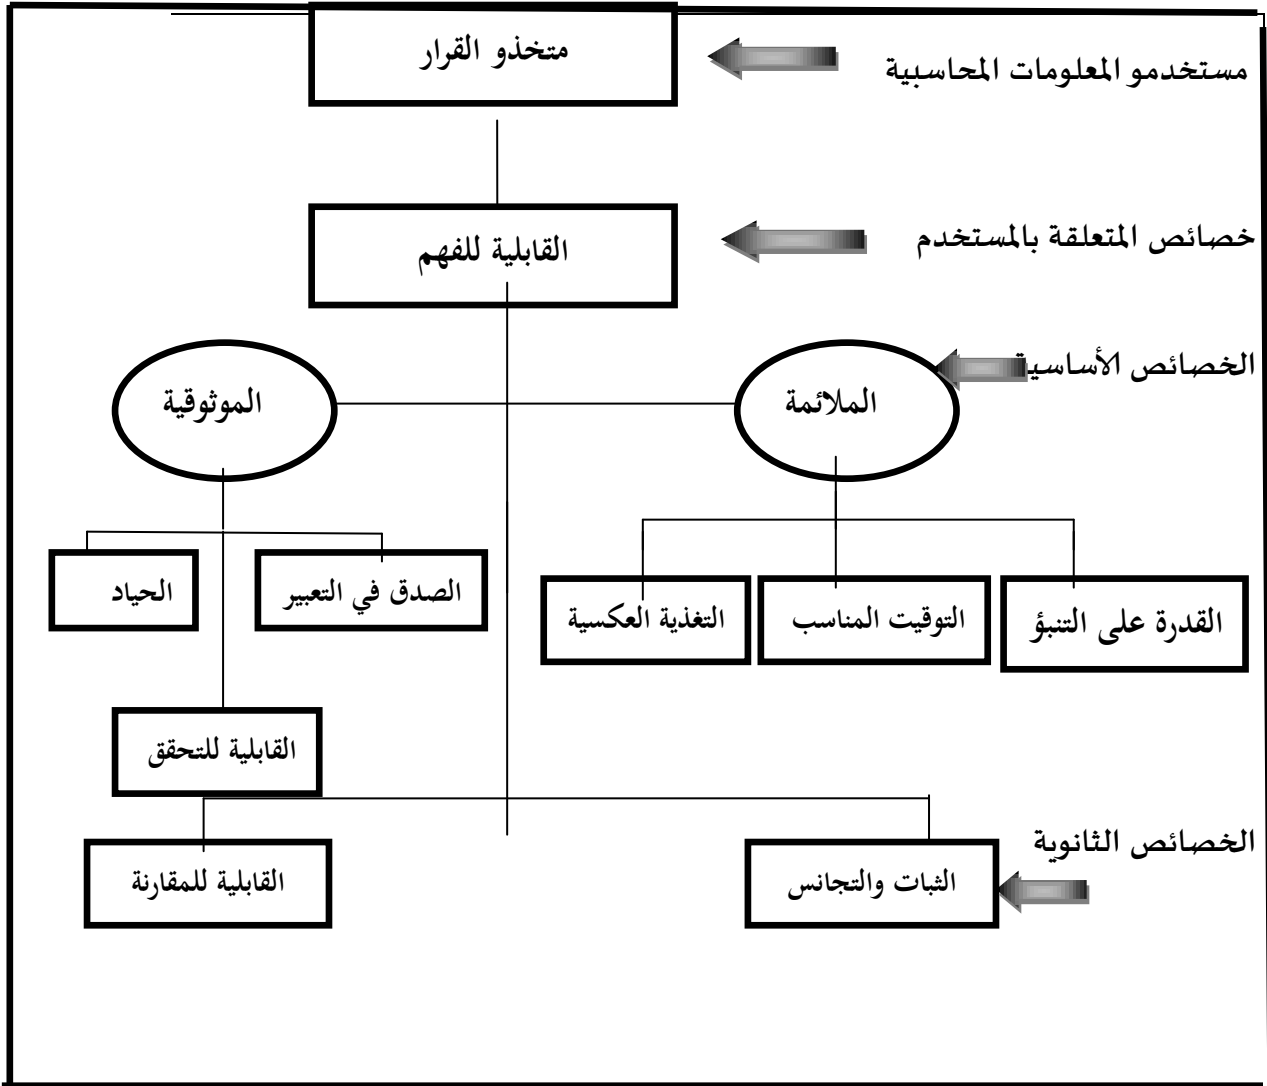 متخذو القرار
مستخدمو المعلومات المحاسبية
القابلية للفهم
خصائص المتعلقة بالمستخدم
الخصائص الأساسية
الملائمة
الموثوقية
القدرة على التنبؤ
التوقيت المناسب
التغذية العكسية
الصدق في التعبير
الحياد
القابلية للتحقق
الخصائص الثانوية
الثبات والتجانس
القابلية للمقارنة